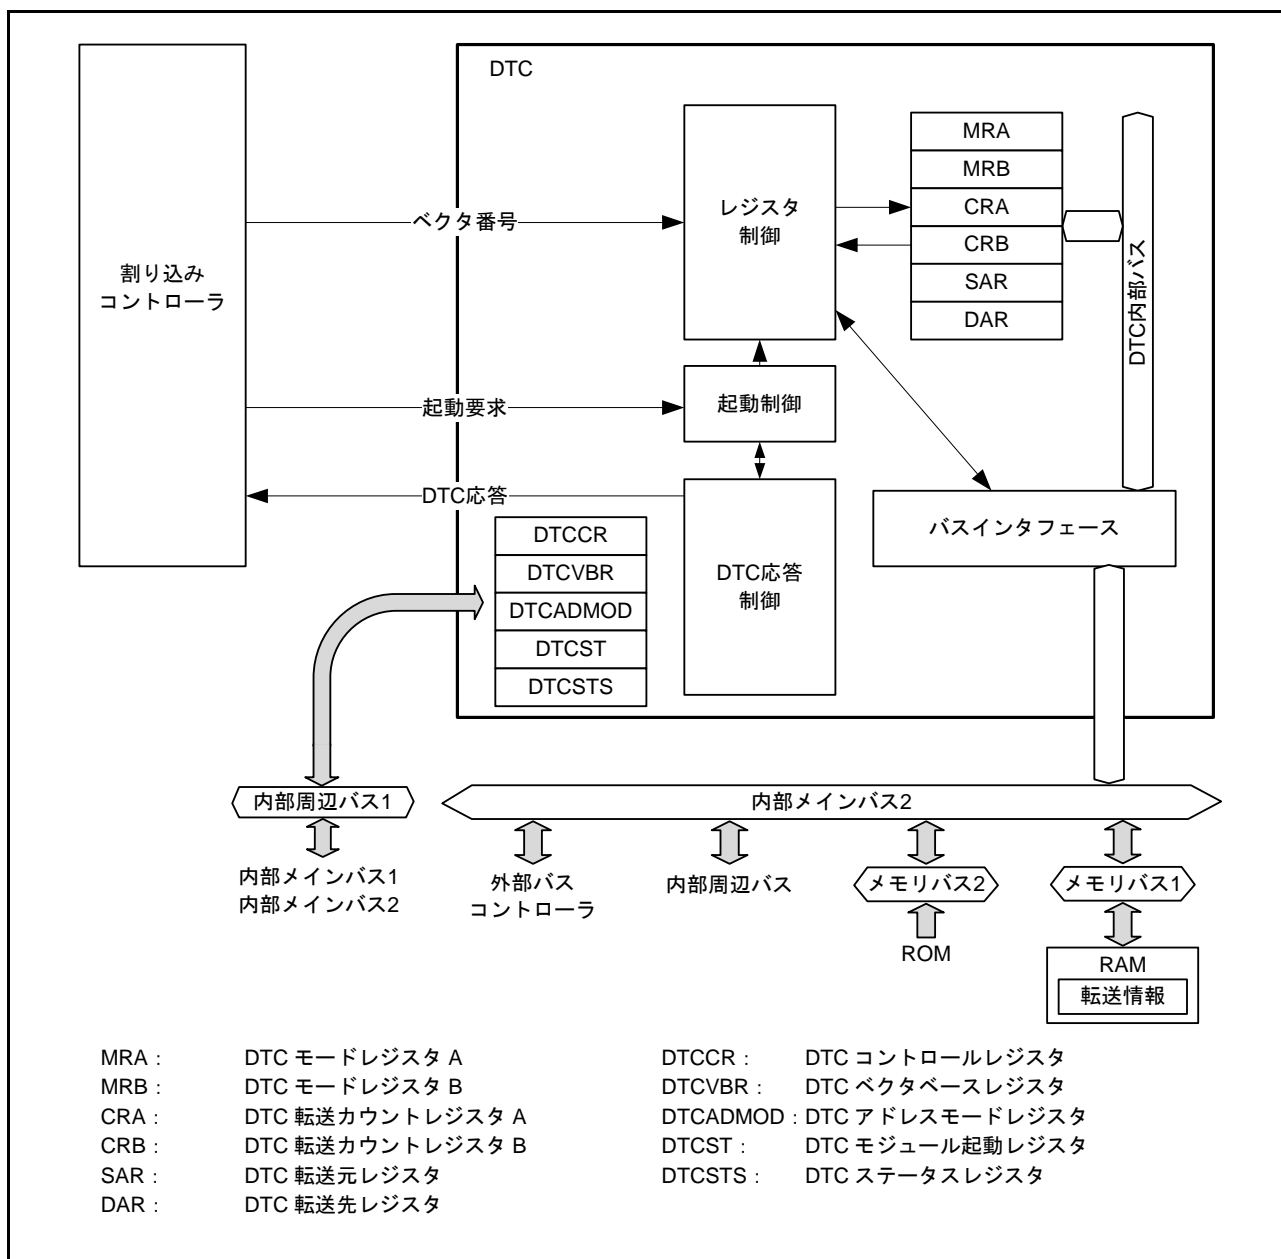 DTC
MRA
MRB
CRA
CRB
SAR
DAR
レジスタ
制御
ベクタ番号
割り込み
コントローラ
DTC内部バス
起動制御
起動要求
DTC応答
バスインタフェース
DTCCR
DTCVBR
DTCADMOD
DTCST
DTCSTS
DTC応答
制御
内部周辺バス1
内部メインバス2
内部メインバス1
内部メインバス2
外部バス
コントローラ
内部周辺バス
メモリバス2
メモリバス1
ROM
RAM
転送情報
MRA： DTC モードレジスタ A
MRB： DTC モードレジスタ B
CRA： DTC 転送カウントレジスタ A
CRB： DTC 転送カウントレジスタ B
SAR： DTC 転送元レジスタ
DAR： DTC 転送先レジスタ
DTCCR： DTC コントロールレジスタ
DTCVBR： DTC ベクタベースレジスタ
DTCADMOD： DTC アドレスモードレジスタ
DTCST： DTC モジュール起動レジスタ
DTCSTS： DTC ステータスレジスタ